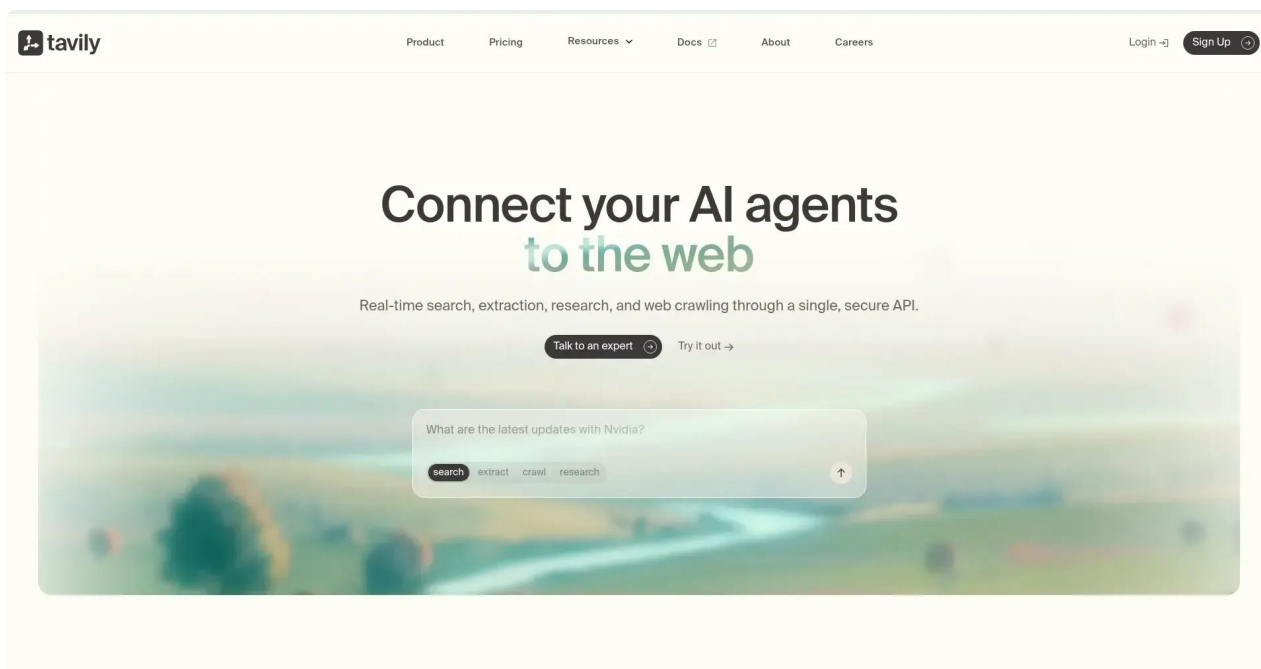 tavily
Product Pricing Resources Docs About Careers
Login Sign Up
Connect your AI agents
to the web
Real-time search, extraction, research, and web crawling through a single, secure API.
Talk to an expert Try it out →
What are the latest updates with Nvidia?
search extract crawl research